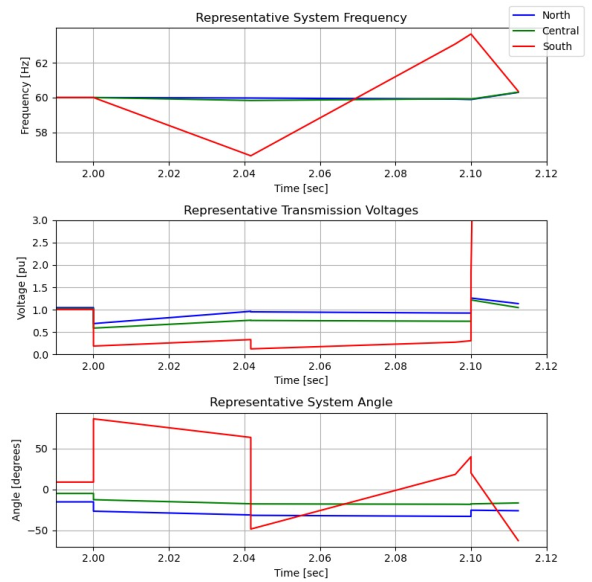 Representative System Frequency
North
Central
South
Frequency [Hz]
62
60
58
2.00 2.02 2.04 2.06 2.08 2.10 2.12
Time [sec]
Representative Transmission Voltages
Voltage [pu]
3.0
2.5
2.0
1.5
1.0
0.5
0.0
2.00 2.02 2.04 2.06 2.08 2.10 2.12
Time [sec]
Representative System Angle
Angle [degrees]
50
0
−50
2.00 2.02 2.04 2.06 2.08 2.10 2.12
Time [sec]